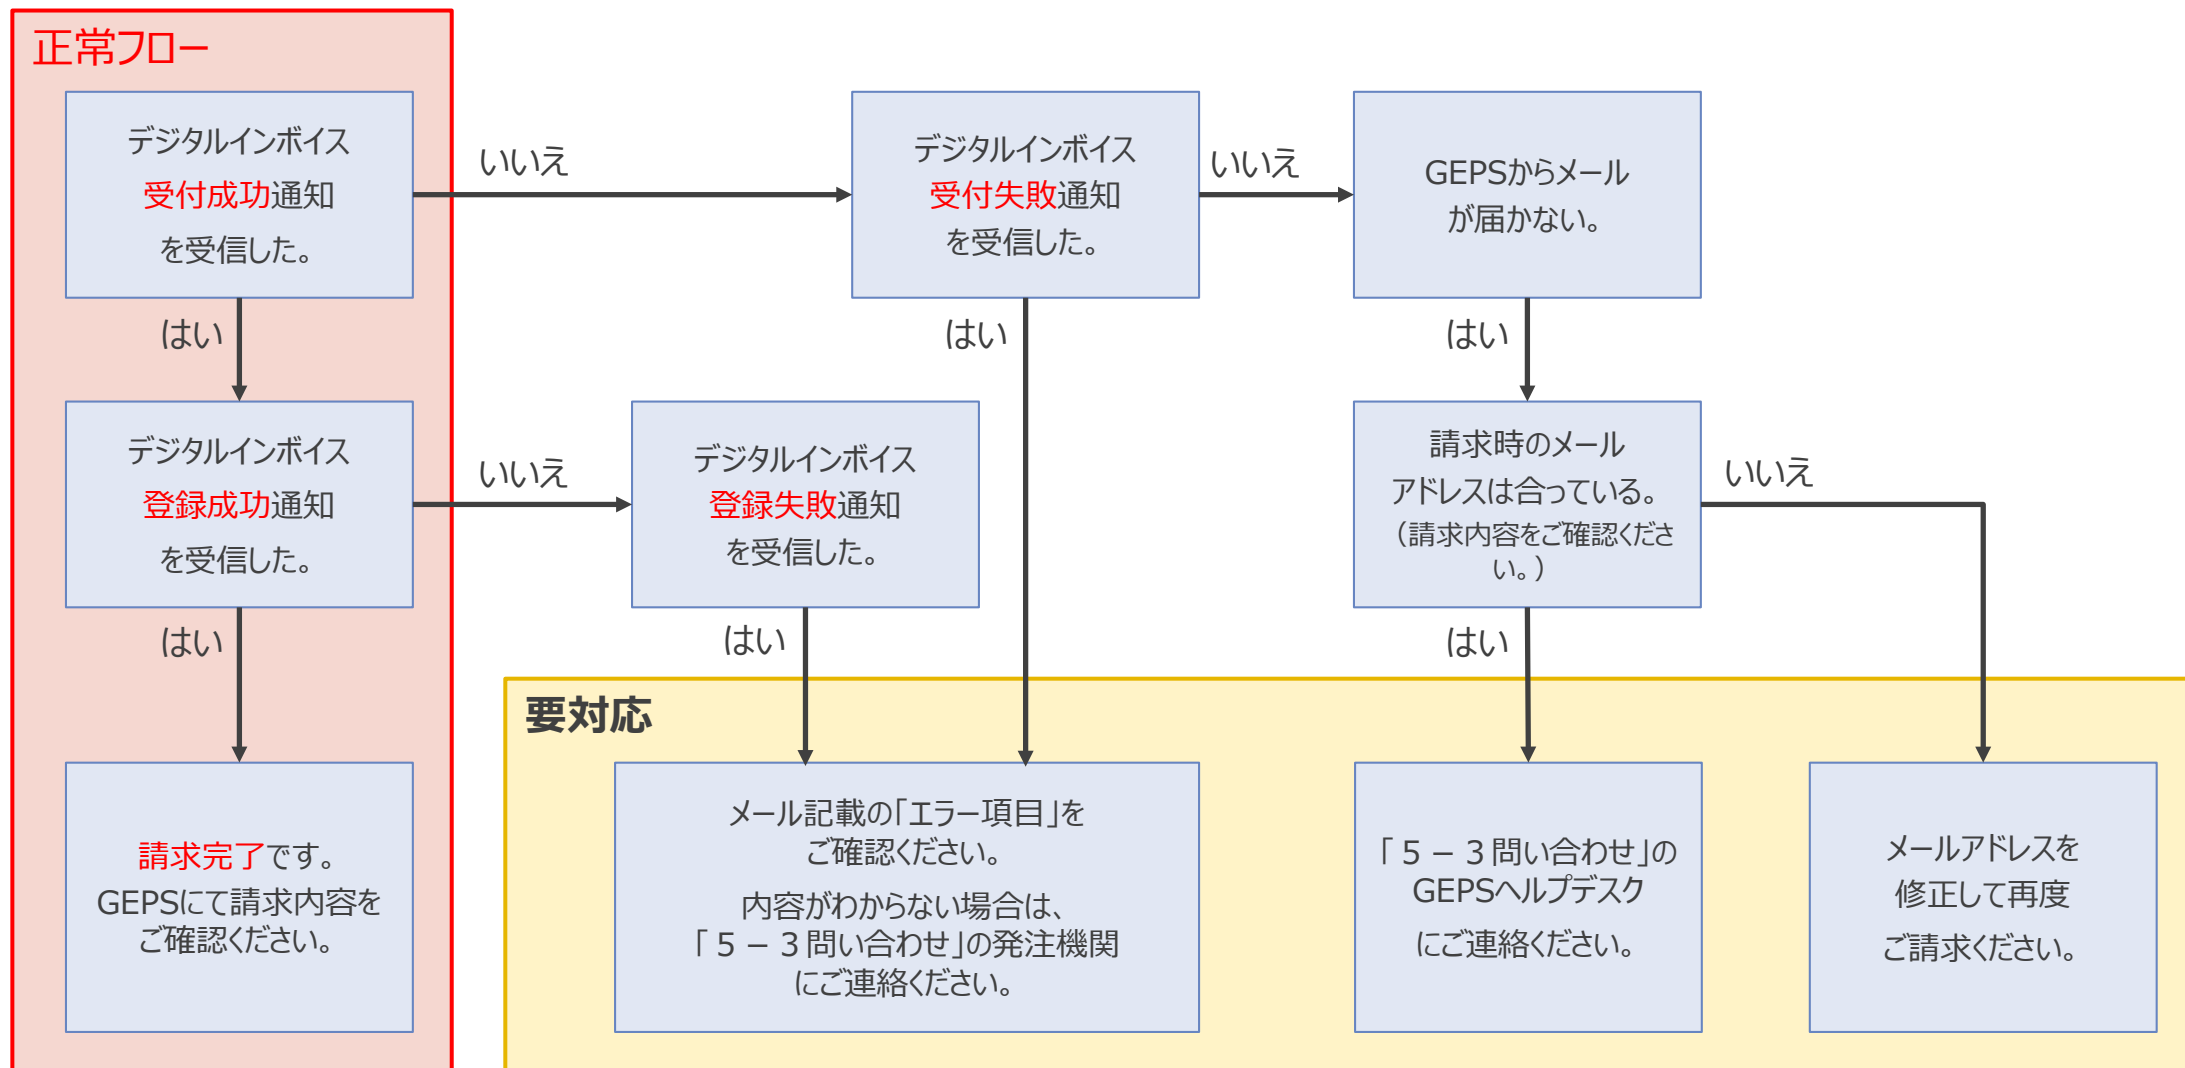 正常フロー
デジタルインボイス
受付成功通知
を受信した。
いいえ
デジタルインボイス
受付失敗通知
を受信した。
いいえ
GEPSからメール
が届かない。
はい
はい
はい
デジタルインボイス
登録成功通知
を受信した。
いいえ
デジタルインボイス
登録失敗通知
を受信した。
請求時のメール
アドレスは合っている。
（請求内容をご確認くださ
い。）
いいえ
はい
はい
はい
要対応
請求完了です。
GEPSにて請求内容を
ご確認ください。
メール記載の「エラー項目」を
ご確認ください。
内容がわからない場合は、
「５－３問い合わせ」の発注機関
にご連絡ください。
「５－３問い合わせ」の
GEPSヘルプデスク
にご連絡ください。
メールアドレスを
修正して再度
ご請求ください。